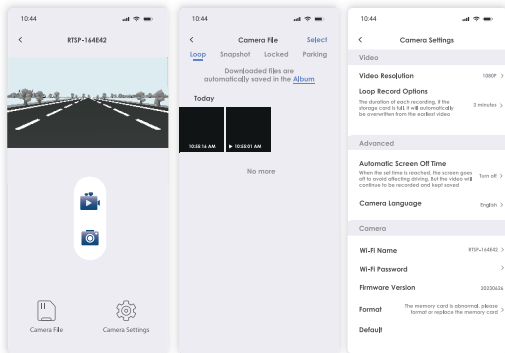 10:44
RTSP-164E42
Camera File
Camera Settings
10:44
Camera File
Select
Loop
Snapshot
Locked
Parking
Downloaded files are
automatically saved in the Album
Today
10:55:16 AM
10:55:01 AM
No more
10:44
Camera Settings
Video
Video Resolution
1080P
Loop Record Options
The duration of each recording. If the
storage card is full, it will automatically
be overwritten from the earliest video
3 minutes
Advanced
Automatic Screen Off Time
When the set time is reached, the screen goes
off to avoid affecting driving. But the video will
continue to be recorded and kept saved
Turn off
Camera Language
English
Camera
Wi-Fi Name
RTSP-164E42
Wi-Fi Password
Firmware Version
20230626
Format
The memory card is abnormal, please
format or replace the memory card
Default